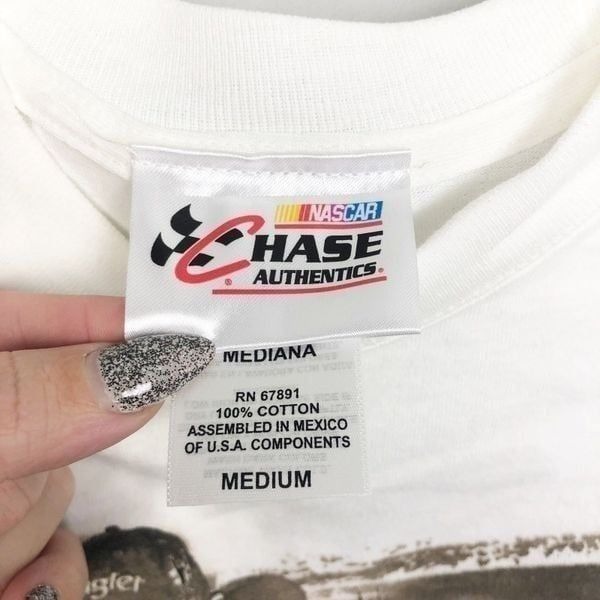 NASCAR
CHASE
AUTHENTICS®
®
MEDIANA
RN 67891
100% COTTON
ASSEMBLED IN MEXICO
OF U.S.A. COMPONENTS
MEDIUM